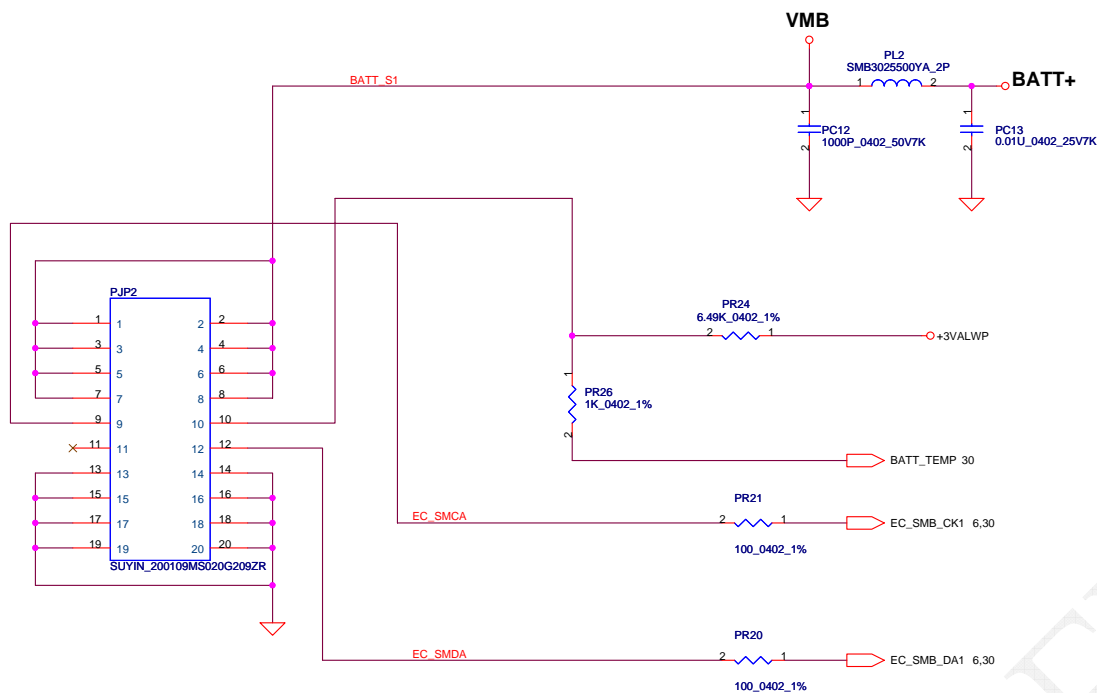 VMB
PL2
SMB3025500YA_2P
BATT_S1
1
2
BATT+
1
PC12
1000P_0402_50V7K
2
1
PC13
0.01U_0402_25V7K
2
PJP2
PR24
6.49K_0402_1%
2
1
+3VALWP
1 1 2 2
3 3 4 4
5 5 6 6
7 7 8 8
9 9 10 10
11 11 12 12
13 13 14 14
15 15 16 16
17 17 18 18
19 19 20 20
SUYIN_200109MS020G209ZR
1
PR26
1K_0402_1%
2
BATT_TEMP 30
PR21
EC_SMCA
2
1
EC_SMB_CK1 6,30
100_0402_1%
PR20
EC_SMDA
2
1
EC_SMB_DA1 6,30
100_0402_1%